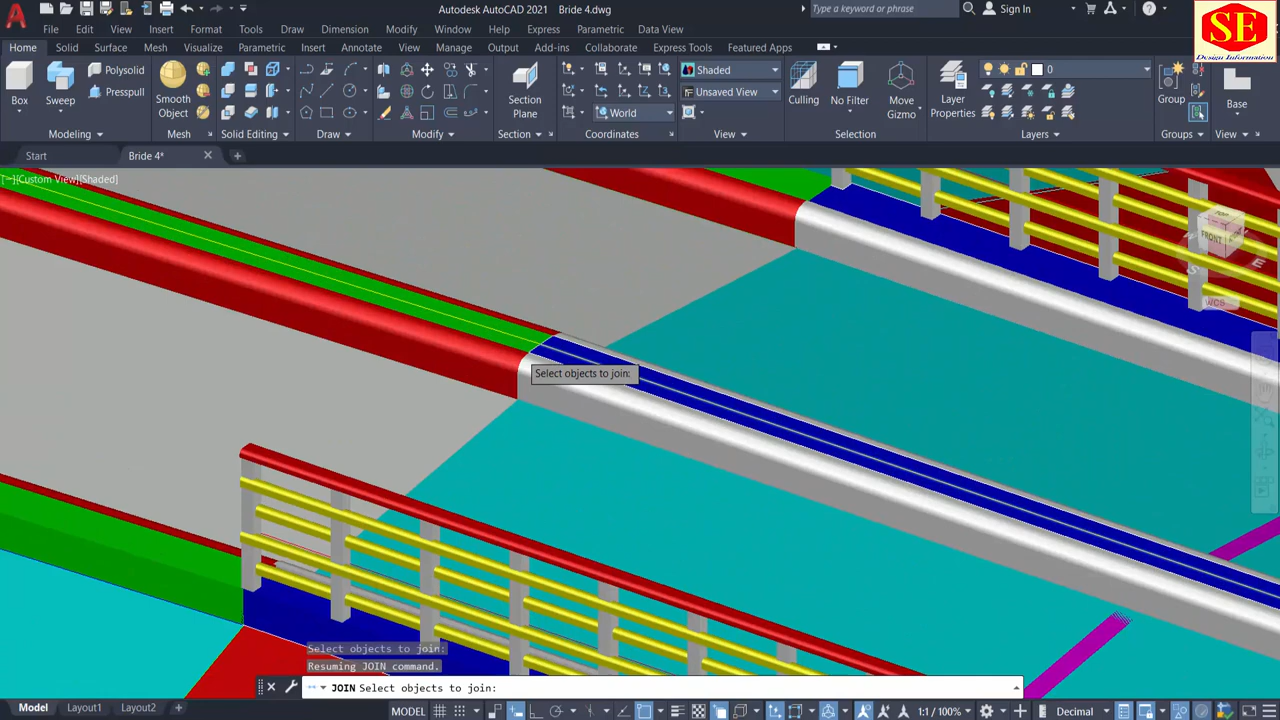 Autodesk AutoCAD 2021 Bride 4.dwg
Type a keyword or phrase
Sign In
SE
Design Information
File Edit View Insert Format Tools Draw Dimension Modify Window Help Express Parametric Data View
Home Solid Surface Mesh Visualize Parametric Insert Annotate View Manage Output Add-ins Collaborate Express Tools Featured Apps
Box
Sweep
Polysolid
Presspull
Smooth Object
Section Plane
World
Shaded
Unsaved View
Culling
No Filter
Move Gizmo
Layer Properties
0
Group
Base
Modeling Mesh Solid Editing Draw Modify Section Coordinates View Selection Layers Groups View
Start Bride 4* +
[−][Custom View][Shaded]
TOP
FRONT
S
E
WCS
Select objects to join:
Select objects to join:
Resuming JOIN command.
JOIN Select objects to join:
Model Layout1 Layout2 +
MODEL
1:1 / 100%
Decimal